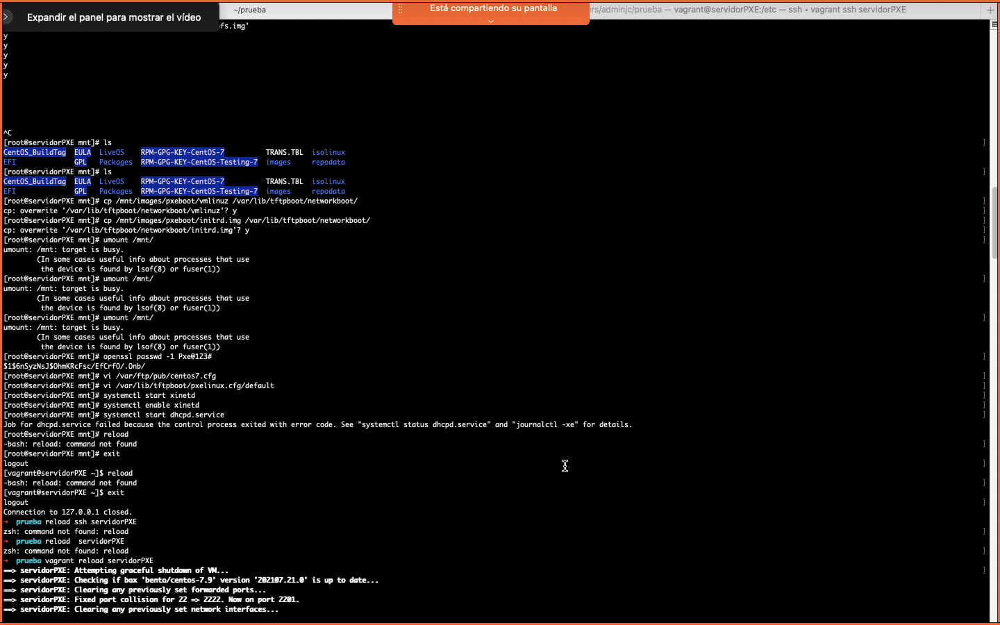 Expandir el panel para mostrar el vídeo
~/prueba
Está compartiendo su pantalla
ers/adminjc/prueba — vagrant@servidorPXE:/etc — ssh • vagrant ssh servidorPXE
fs.img'
y
y
y
y
y
^C
[root@servidorPXE mnt]# ls
CentOS_BuildTag EULA LiveOS RPM-GPG-KEY-CentOS-7 TRANS.TBL isolinux
EFI GPL Packages RPM-GPG-KEY-CentOS-Testing-7 images repodata
[root@servidorPXE mnt]# ls
CentOS_BuildTag EULA LiveOS RPM-GPG-KEY-CentOS-7 TRANS.TBL isolinux
EFI GPL Packages RPM-GPG-KEY-CentOS-Testing-7 images repodata
[root@servidorPXE mnt]# cp /mnt/images/pxeboot/vmlinuz /var/lib/tftpboot/networkboot/
cp: overwrite '/var/lib/tftpboot/networkboot/vmlinuz'? y
[root@servidorPXE mnt]# cp /mnt/images/pxeboot/initrd.img /var/lib/tftpboot/networkboot/
cp: overwrite '/var/lib/tftpboot/networkboot/initrd.img'? y
[root@servidorPXE mnt]# umount /mnt/
umount: /mnt: target is busy.
(In some cases useful info about processes that use
the device is found by lsof(8) or fuser(1))
[root@servidorPXE mnt]# umount /mnt/
umount: /mnt: target is busy.
(In some cases useful info about processes that use
the device is found by lsof(8) or fuser(1))
[root@servidorPXE mnt]# umount /mnt/
umount: /mnt: target is busy.
(In some cases useful info about processes that use
the device is found by lsof(8) or fuser(1))
[root@servidorPXE mnt]# openssl passwd -1 Pxe@123#
$1$6nSyzNsJ$OhmKRcFsc/EfCrfO/.Onb/
[root@servidorPXE mnt]# vi /var/ftp/pub/centos7.cfg
[root@servidorPXE mnt]# vi /var/lib/tftpboot/pxelinux.cfg/default
[root@servidorPXE mnt]# systemctl start xinetd
[root@servidorPXE mnt]# systemctl enable xinetd
[root@servidorPXE mnt]# systemctl start dhcpd.service
Job for dhcpd.service failed because the control process exited with error code. See "systemctl status dhcpd.service" and "journalctl -xe" for details.
[root@servidorPXE mnt]# reload
-bash: reload: command not found
[root@servidorPXE mnt]# exit
logout
[vagrant@servidorPXE ~]$ reload
-bash: reload: command not found
[vagrant@servidorPXE ~]$ exit
logout
Connection to 127.0.0.1 closed.
→ prueba reload ssh servidorPXE
zsh: command not found: reload
→ prueba reload  servidorPXE
zsh: command not found: reload
→ prueba vagrant reload servidorPXE
==> servidorPXE: Attempting graceful shutdown of VM...
==> servidorPXE: Checking if box 'bento/centos-7.9' version '202107.21.0' is up to date...
==> servidorPXE: Clearing any previously set forwarded ports...
==> servidorPXE: Fixed port collision for 22 => 2222. Now on port 2201.
==> servidorPXE: Clearing any previously set network interfaces...